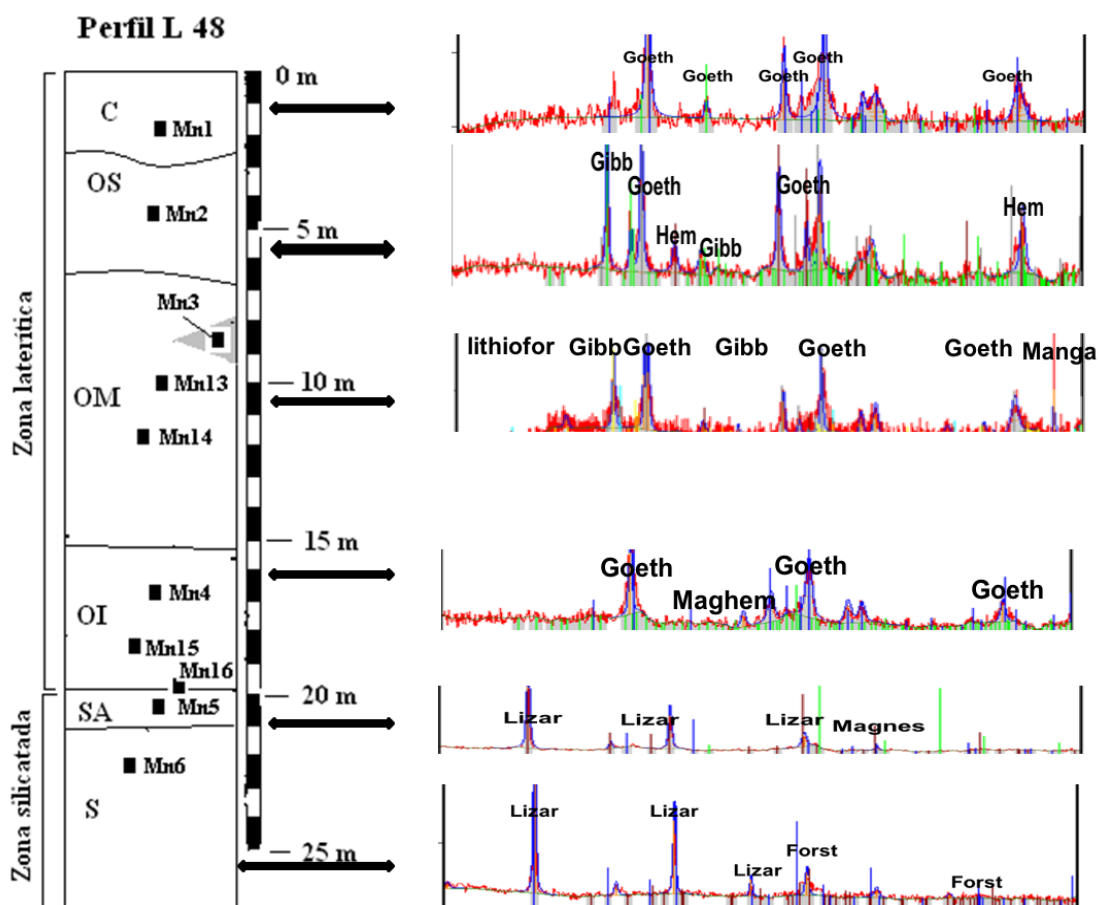 Perfil L 48
0 m
C
Mn1
OS
Mn2
5 m
Mn3
Mn13
10 m
OM
Mn14
15 m
Mn4
OI
Mn15
Mn16
20 m
SA
Mn5
Mn6
S
25 m
Zona laterítica
Zona silicatada
Goeth Goeth Goeth Goeth Goeth
Gibb Goeth Hem Gibb Goeth Hem
lithiofor Gibb Goeth Gibb Goeth Goeth Manga
Goeth Maghem Goeth Goeth
Lizar Lizar Lizar Magnes
Lizar Lizar Lizar Forst Forst